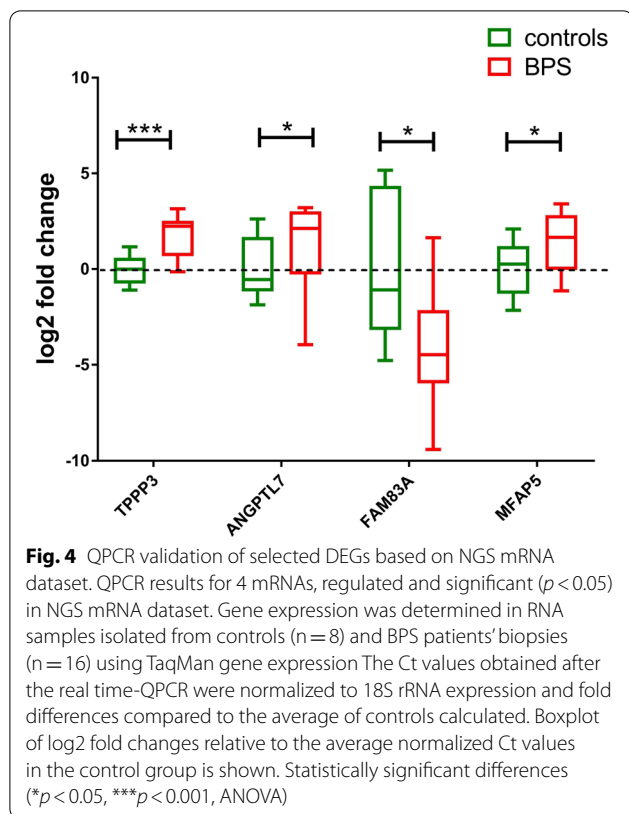 controls
BPS
10
5
0
-5
-10
log2 fold change
***
*
*
*
TPPP3
ANGPTL7
FAM83A
MFAP5
Fig. 4 QPCR validation of selected DEGs based on NGS mRNA
dataset. QPCR results for 4 mRNAs, regulated and significant (p < 0.05)
in NGS mRNA dataset. Gene expression was determined in RNA
samples isolated from controls (n = 8) and BPS patients’ biopsies
(n = 16) using TaqMan gene expression The Ct values obtained after
the real time-QPCR were normalized to 18S rRNA expression and fold
differences compared to the average of controls calculated. Boxplot
of log2 fold changes relative to the average normalized Ct values
in the control group is shown. Statistically significant differences
(*p < 0.05, ***p < 0.001, ANOVA)